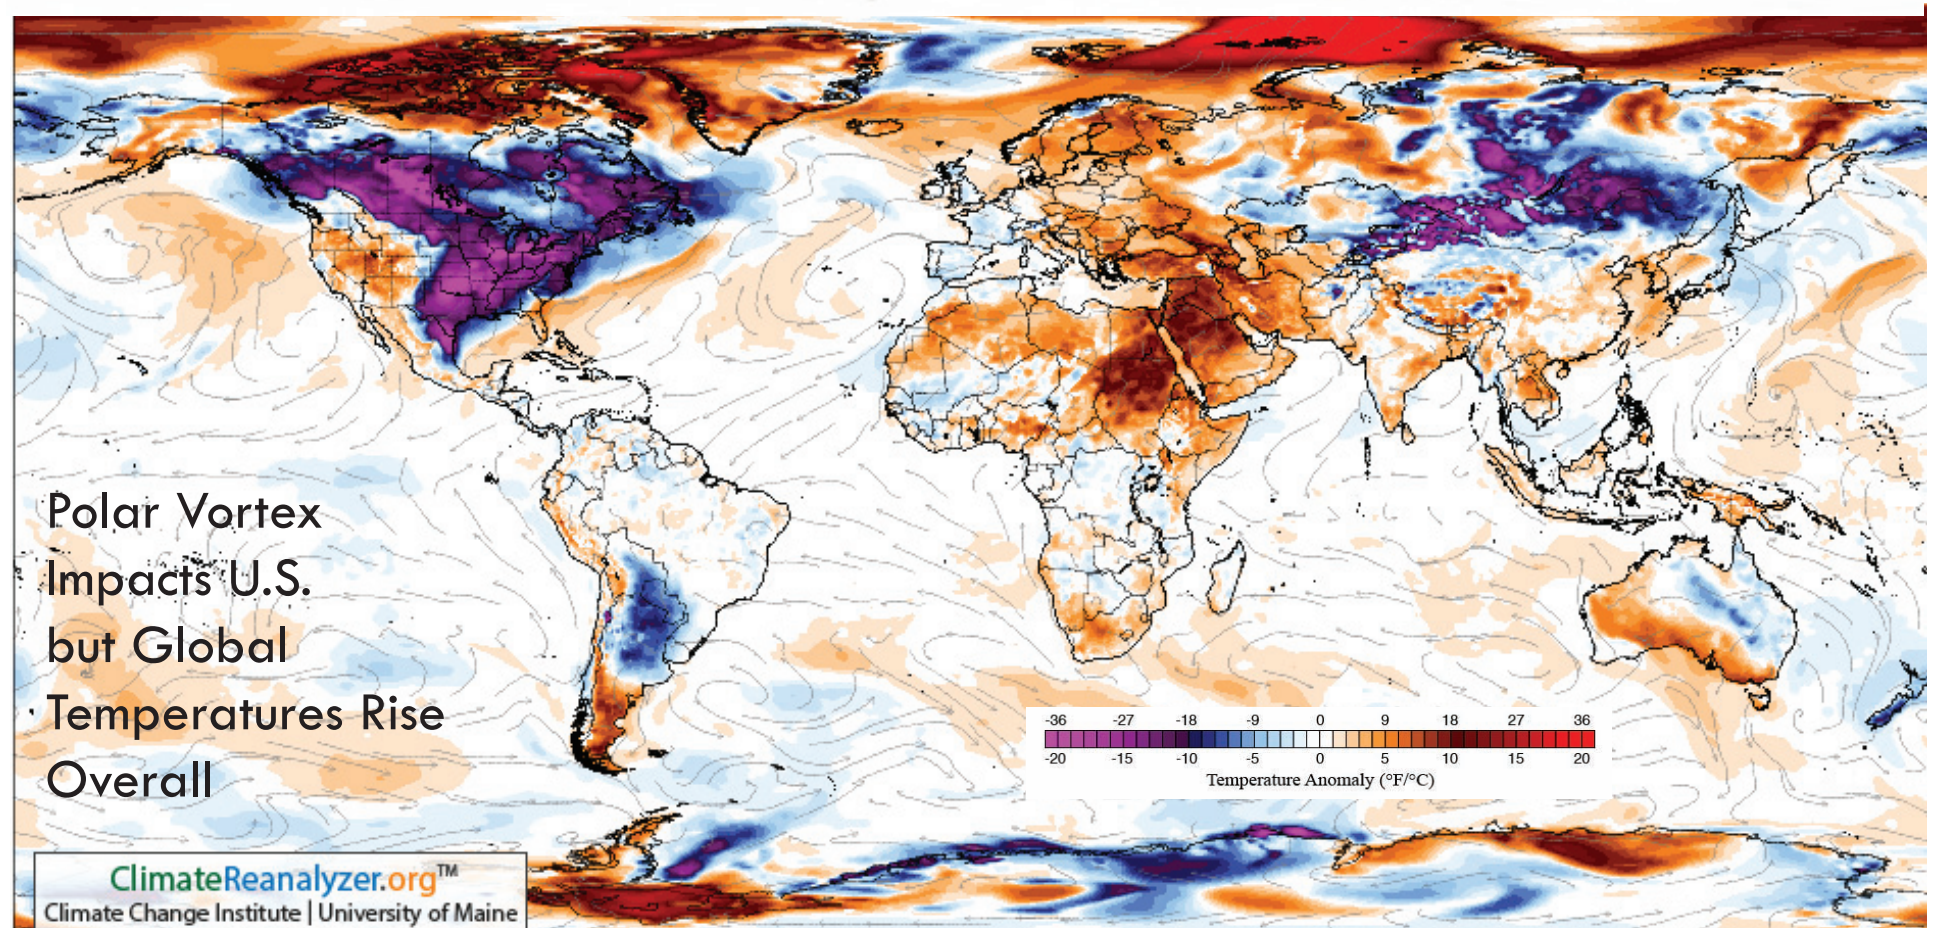 Polar Vortex
Impacts U.S.
but Global
Temperatures Rise
Overall
-36 -27 -18 -9 0 9 18 27 36
-20 -15 -10 -5 0 5 10 15 20
Temperature Anomaly (°F/°C)
ClimateReanalyzer.org™
Climate Change Institute | University of Maine